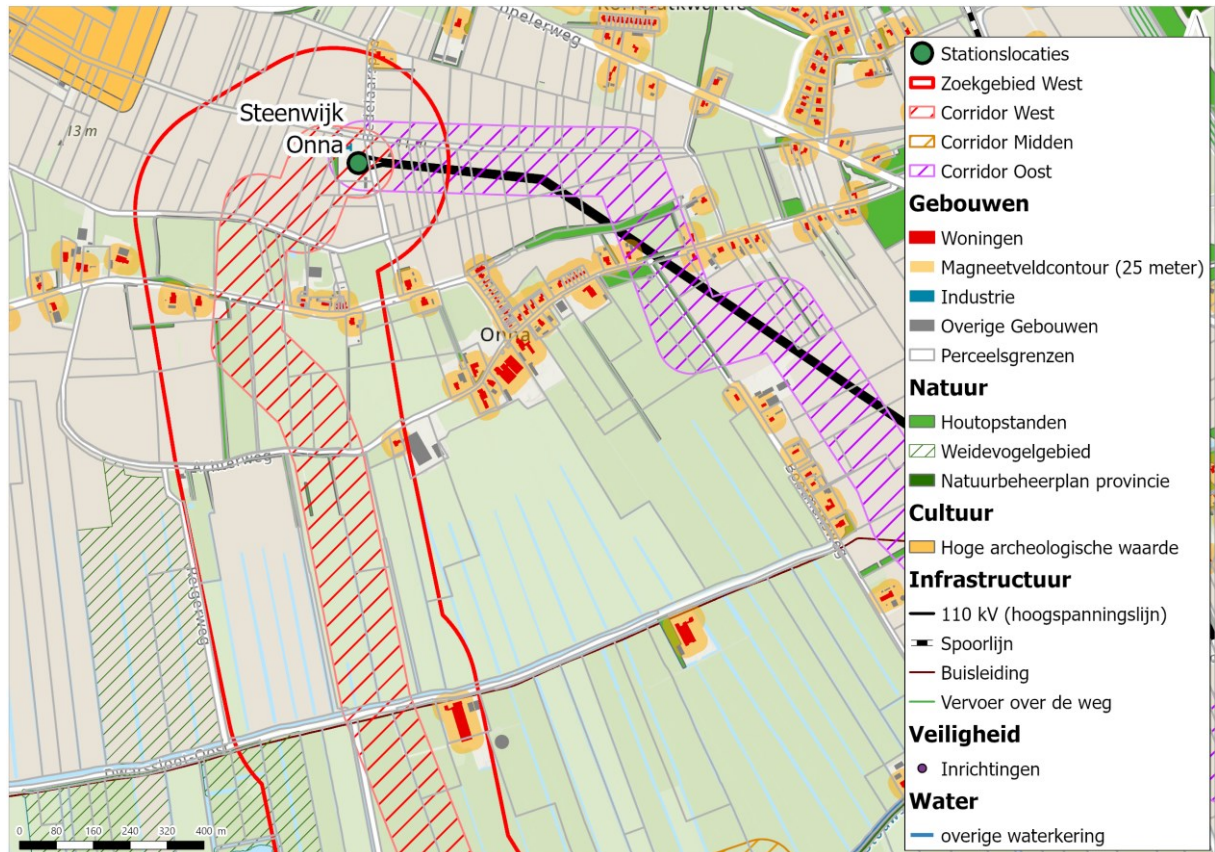 Steenwijk
Onna
13 m
Onna
Achterweg
0 80 160 240 320 400 m
Stationslocaties
Zoekgebied West
Corridor West
Corridor Midden
Corridor Oost
Gebouwen
Woningen
Magneetveldcontour (25 meter)
Industrie
Overige Gebouwen
Perceelsgrenzen
Natuur
Houtopstanden
Weidevogelgebied
Natuurbeheerplan provincie
Cultuur
Hoge archeologische waarde
Infrastructuur
110 kV (hoogspanningslijn)
Spoorlijn
Buisleiding
Vervoer over de weg
Veiligheid
Inrichtingen
Water
overige waterkering